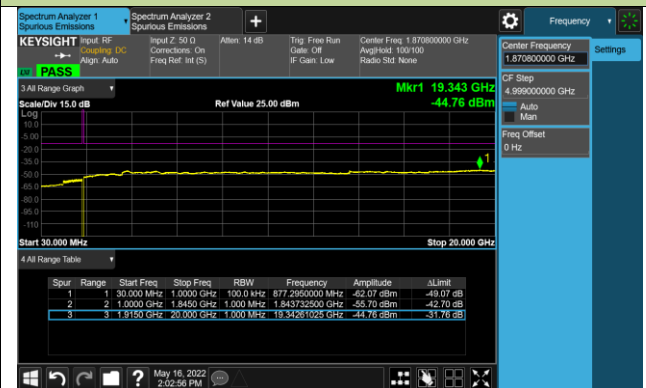 Spectrum Analyzer 1
Spurious Emissions
Spectrum Analyzer 2
Spurious Emissions
Frequency
KEYSIGHT
Input: RF
Coupling: DC
Align: Auto
Input Z: 50 Ω
Corrections: On
Freq Ref: Int (S)
Atten: 14 dB
Trig: Free Run
Gate: Off
IF Gain: Low
Center Freq: 1.870800000 GHz
Avg|Hold: 100/100
Radio Std: None
PASS
Center Frequency
1.870800000 GHz
Settings
CF Step
4.999000000 GHz
Auto
Man
Freq Offset
0 Hz
3 All Range Graph
Mkr1 19.343 GHz
Scale/Div 15.0 dB
Ref Value 25.00 dBm
-44.76 dBm
Log
10.0
-5.00
-20.0
-35.0
-50.0
-65.0
-80.0
-95.0
-110
1
Start 30.000 MHz
Stop 20.000 GHz
4 All Range Table
Spur Range Start Freq Stop Freq RBW Frequency Amplitude ΔLimit
1 1 30.000 MHz 1.0000 GHz 100.0 kHz 877.2950000 MHz -62.07 dBm -49.07 dB
2 2 1.0000 GHz 1.8450 GHz 1.000 MHz 1.843732500 GHz -55.70 dBm -42.70 dB
3 3 1.9150 GHz 20.000 GHz 1.000 MHz 19.34261025 GHz -44.76 dBm -31.76 dB
May 16, 2022
2:02:56 PM